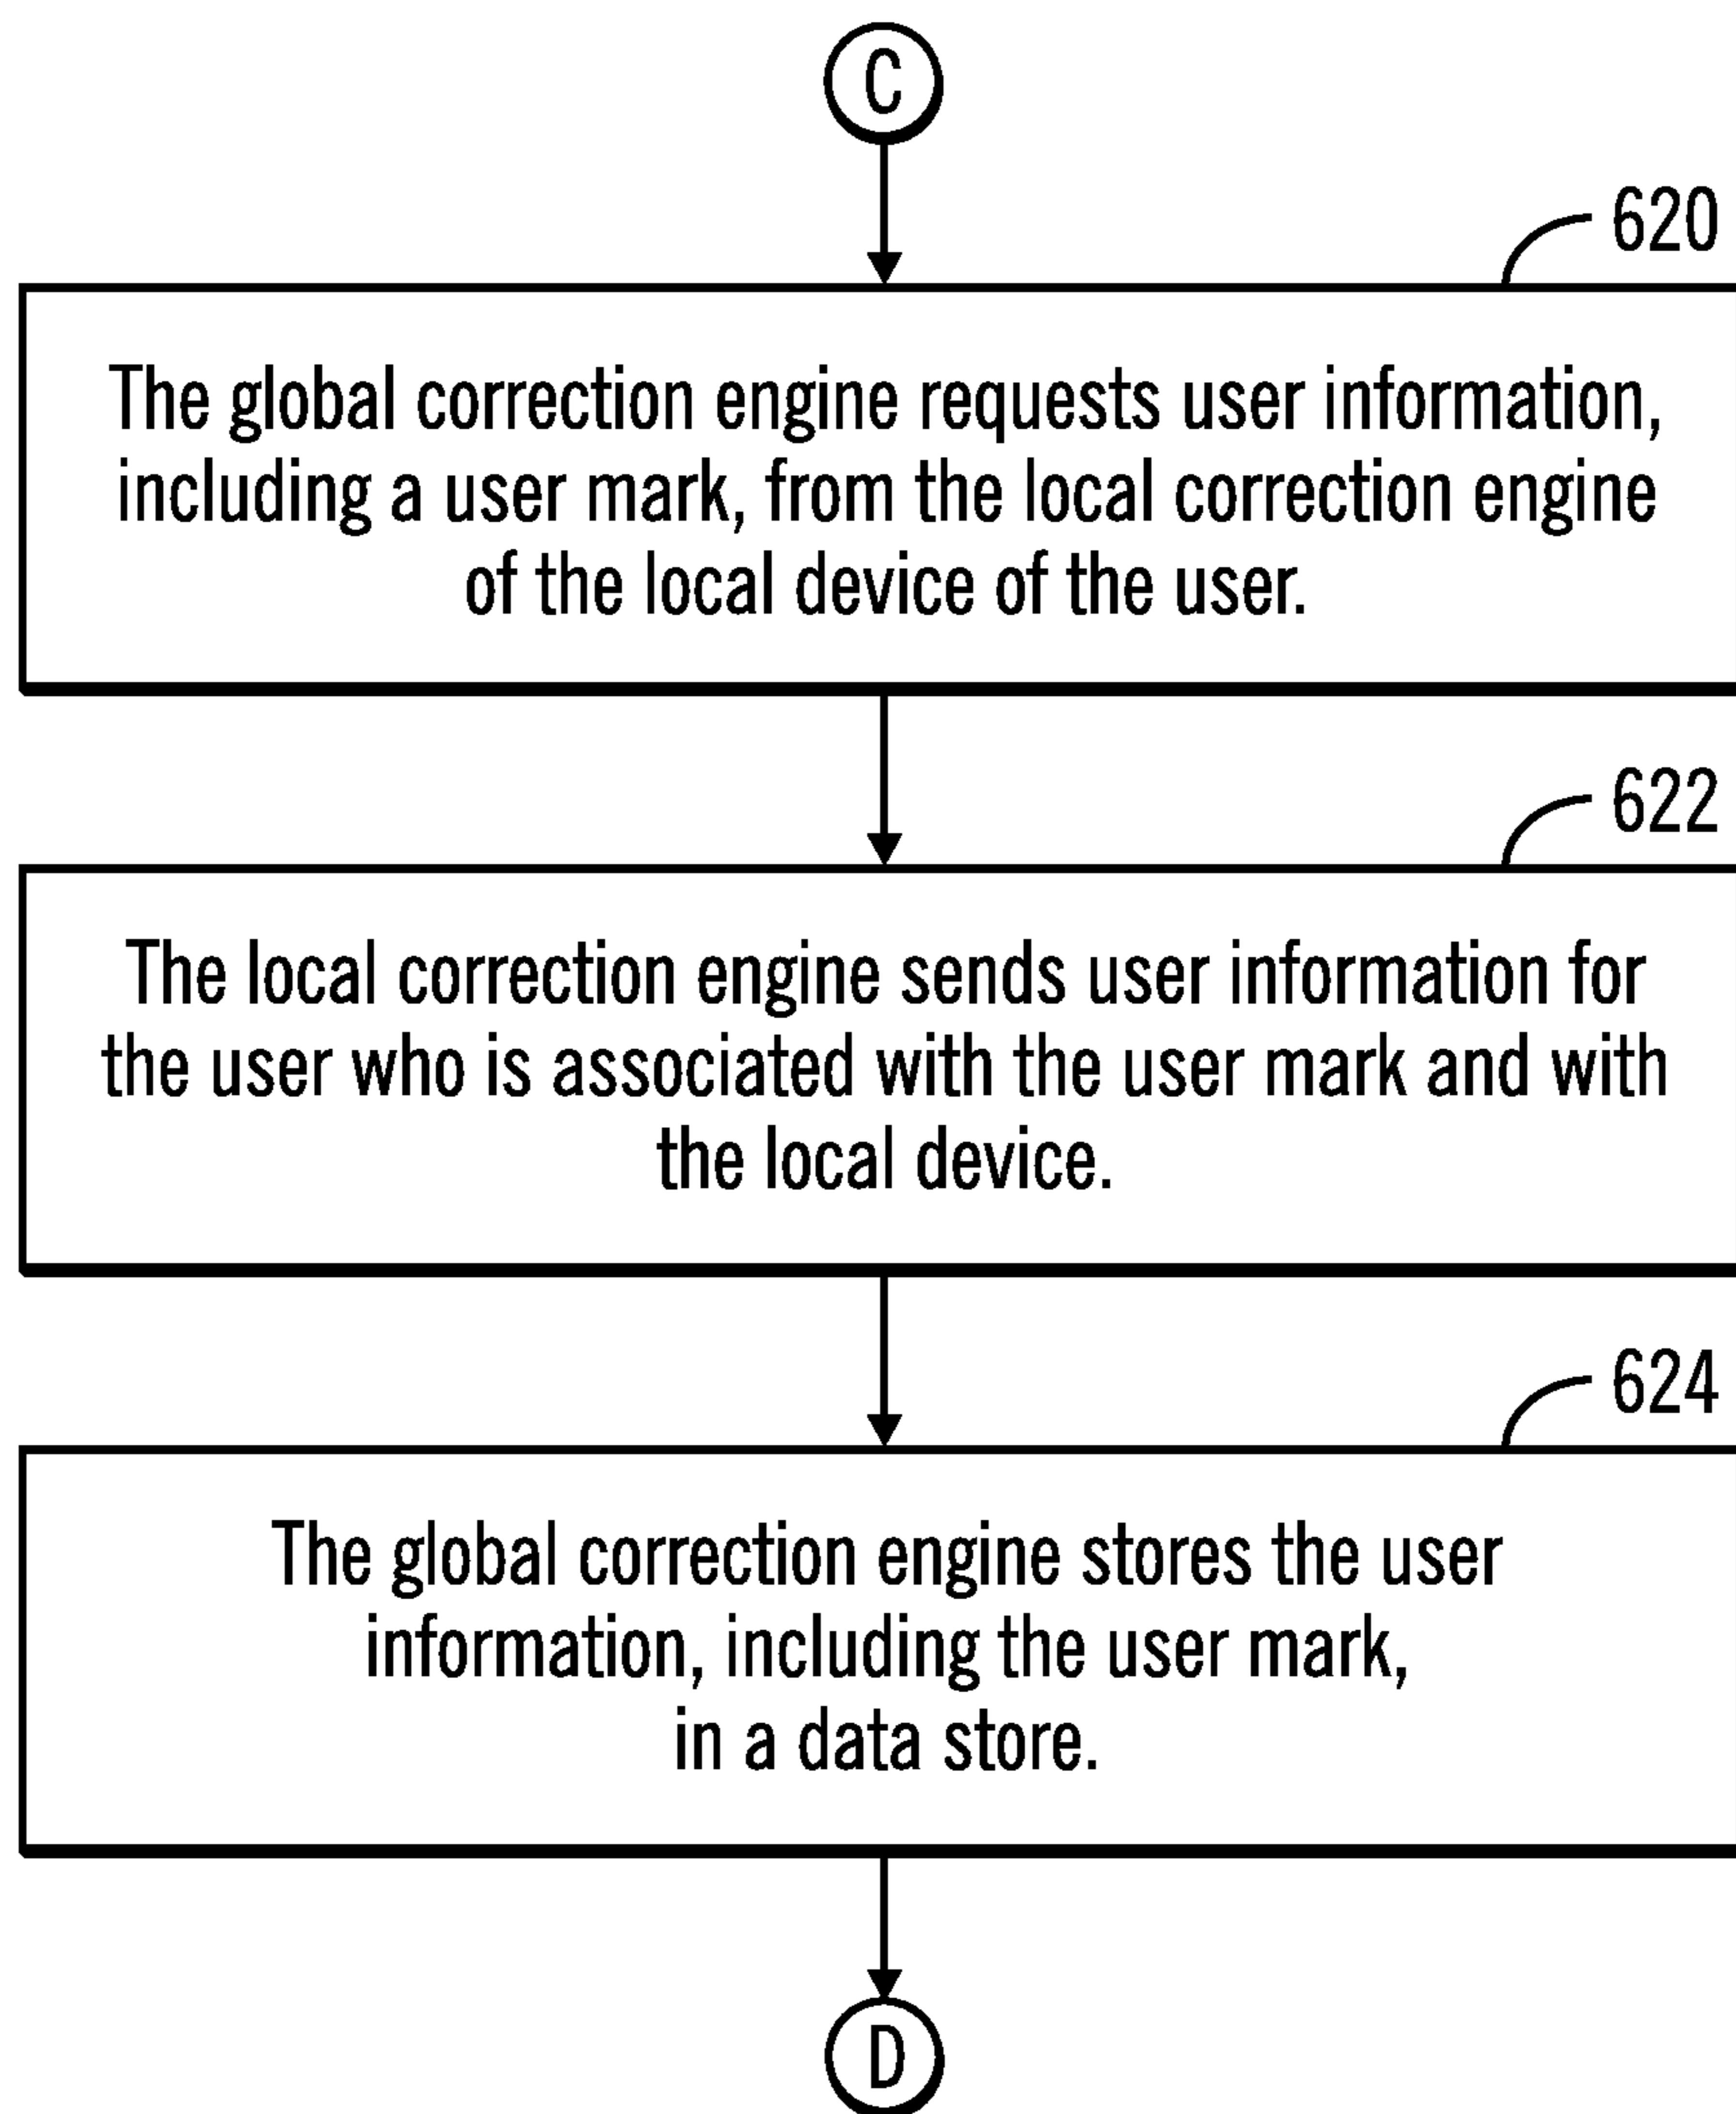 C
620
The global correction engine requests user information,
including a user mark, from the local correction engine
of the local device of the user.
622
The local correction engine sends user information for
the user who is associated with the user mark and with
the local device.
624
The global correction engine stores the user
information, including the user mark,
in a data store.
D